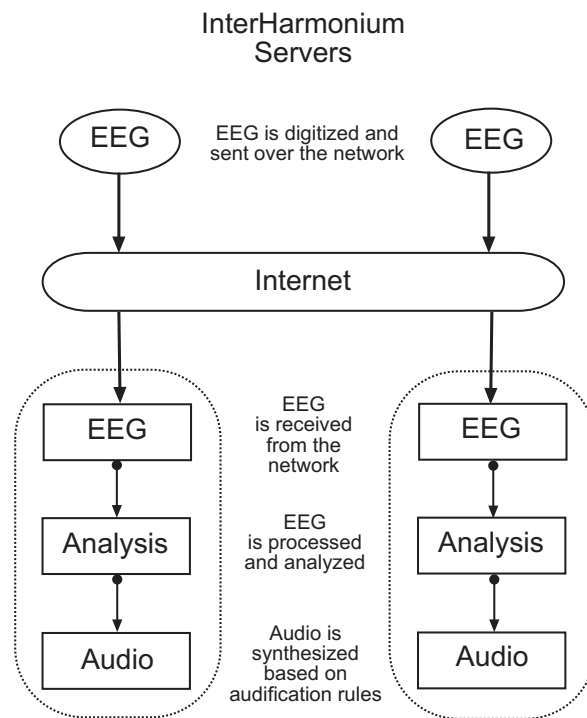 InterHarmonium
Servers
EEG
EEG is digitized and
sent over the network
EEG
Internet
EEG
EEG
is received
from the
network
EEG
Analysis
EEG
is processed
and analyzed
Analysis
Audio
Audio is
synthesized
based on
audification rules
Audio